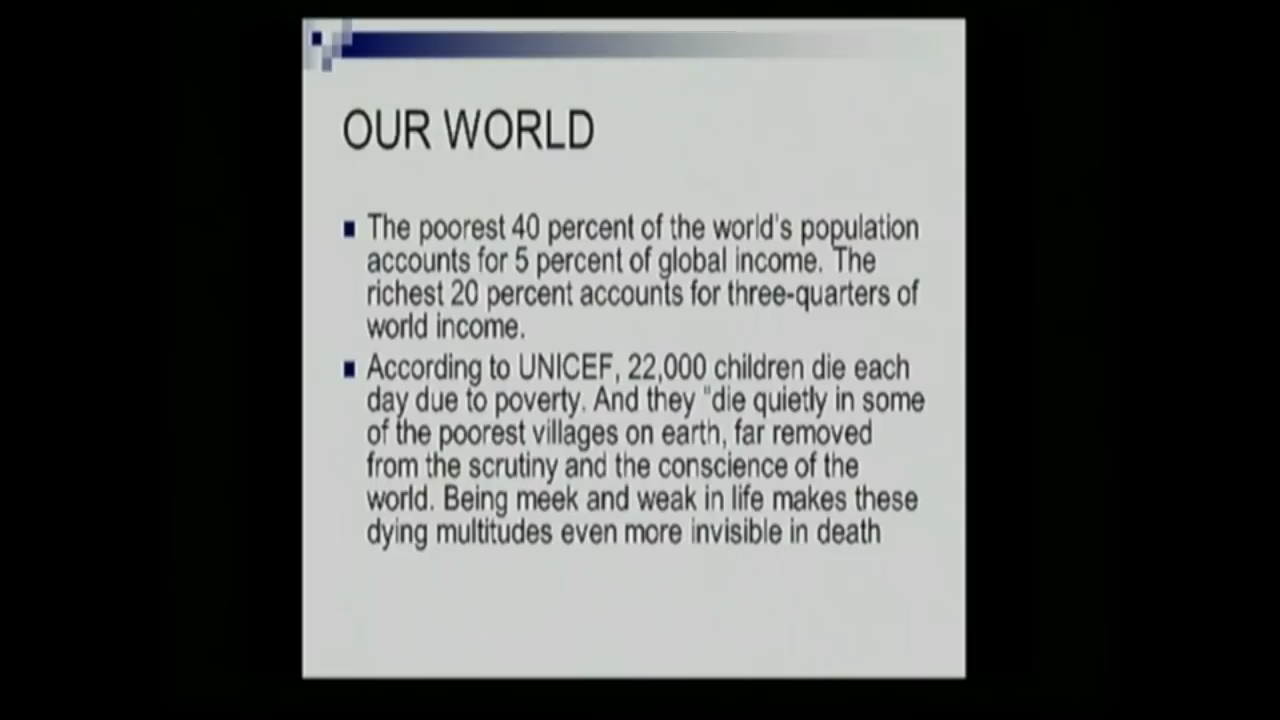 OUR WORLD
The poorest 40 percent of the world's population
accounts for 5 percent of global income. The
richest 20 percent accounts for three-quarters of
world income.
According to UNICEF, 22,000 children die each
day due to poverty. And they "die quietly in some
of the poorest villages on earth, far removed
from the scrutiny and the conscience of the
world. Being meek and weak in life makes these
dying multitudes even more invisible in death